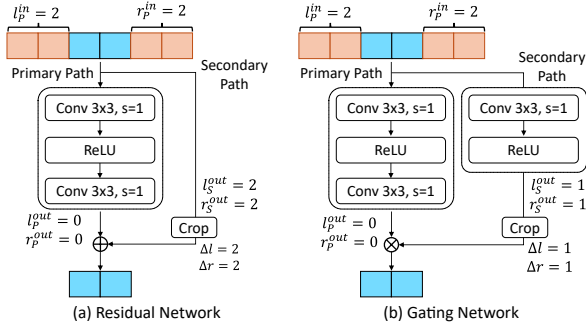 l_P^{in} = 2
r_P^{in} = 2
Primary Path
Secondary
Path
Conv 3x3, s=1
ReLU
Conv 3x3, s=1
l_S^{out} = 2
r_S^{out} = 2
l_P^{out} = 0
r_P^{out} = 0
Crop
Δl = 2
Δr = 2
(a) Residual Network
l_P^{in} = 2
r_P^{in} = 2
Primary Path
Secondary
Path
Conv 3x3, s=1
ReLU
Conv 3x3, s=1
Conv 3x3, s=1
ReLU
l_S^{out} = 1
r_S^{out} = 1
l_P^{out} = 0
r_P^{out} = 0
Crop
Δl = 1
Δr = 1
(b) Gating Network